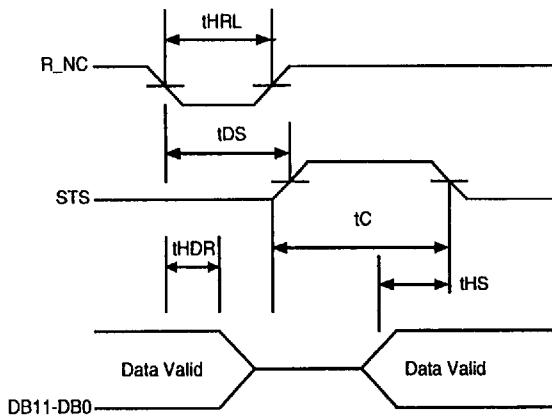 tHRL
R_NC
tDS
STS
tC
tHDR
tHS
Data Valid
Data Valid
DB11-DB0